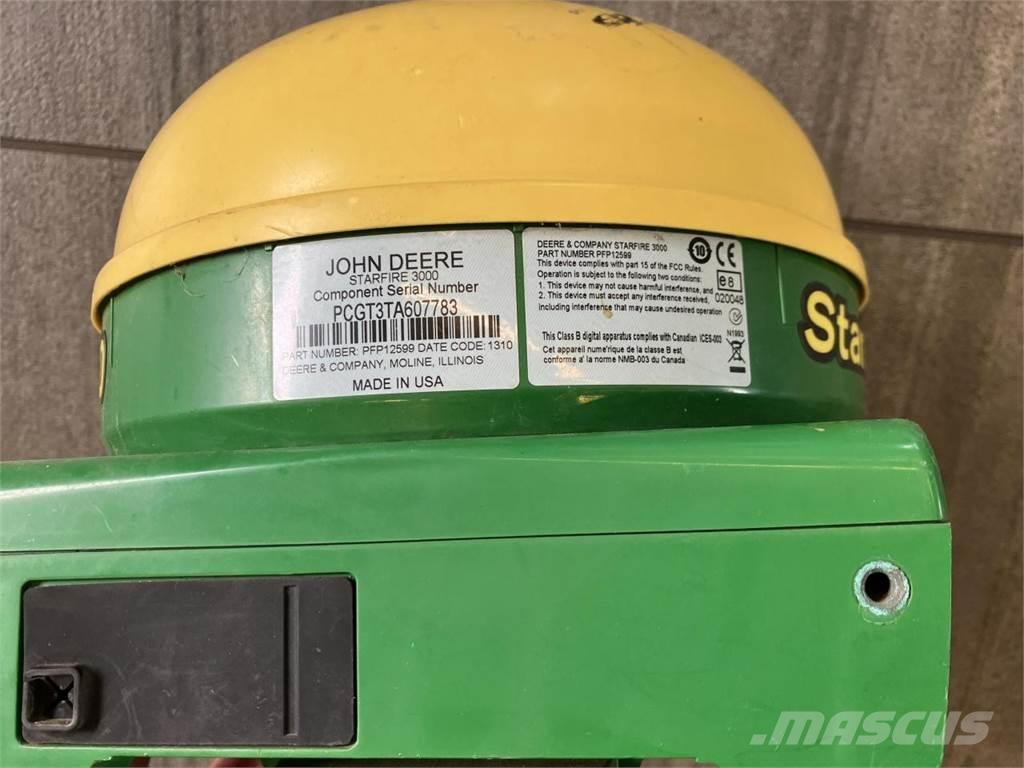 JOHN DEERE
STARFIRE 3000
Component Serial Number
PCGT3TA607783
PART NUMBER: PFP12599 DATE CODE: 1310
DEERE & COMPANY, MOLINE, ILLINOIS
MADE IN USA
DEERE & COMPANY STARFIRE 3000
PART NUMBER PFP12599
This device complies with part 15 of the FCC Rules.
Operation is subject to the following two conditions:
1. This device may not cause harmful interference, and
2. This device must accept any interference received,
including interference that may cause undesired operation
This Class B digital apparatus complies with Canadian ICES-003
Cet appareil nume'rique de la classe B est
conforme a' la norme NMB-003 du Canada
10
CE
e8
020048
N1993
Sta
MASCUS